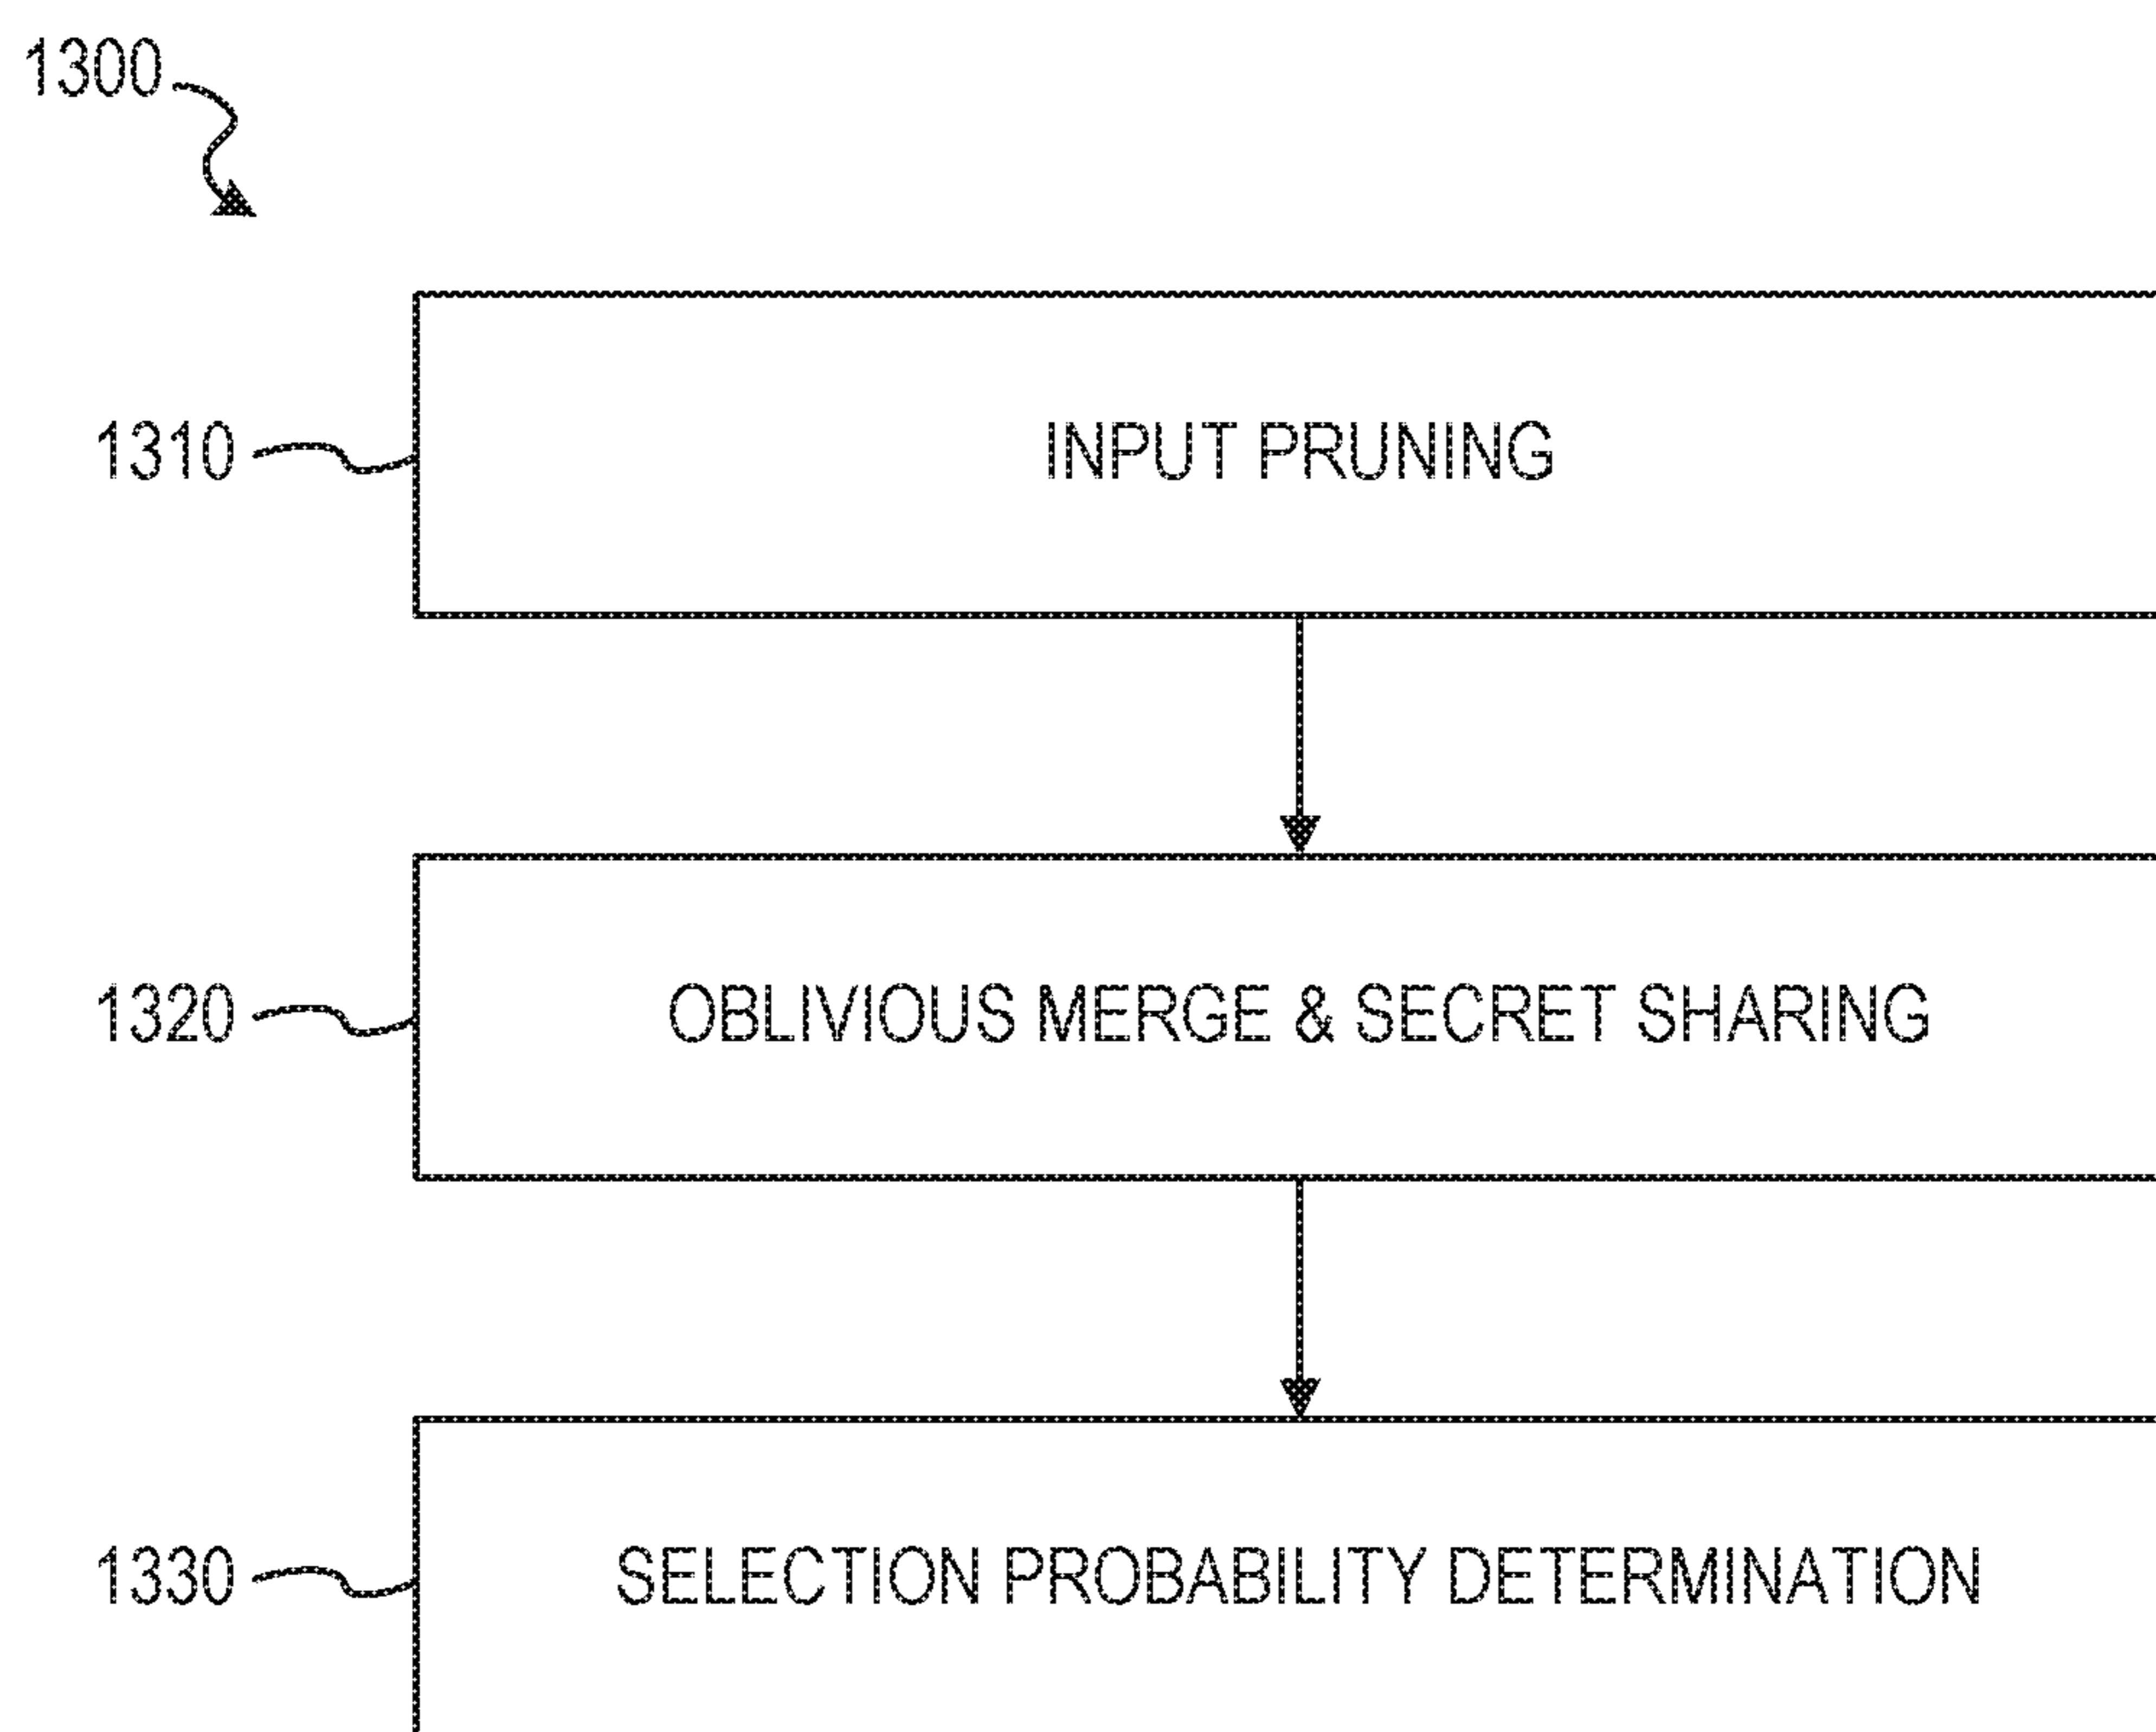 1300
1310
INPUT PRUNING
1320
OBLIVIOUS MERGE & SECRET SHARING
1330
SELECTION PROBABILITY DETERMINATION